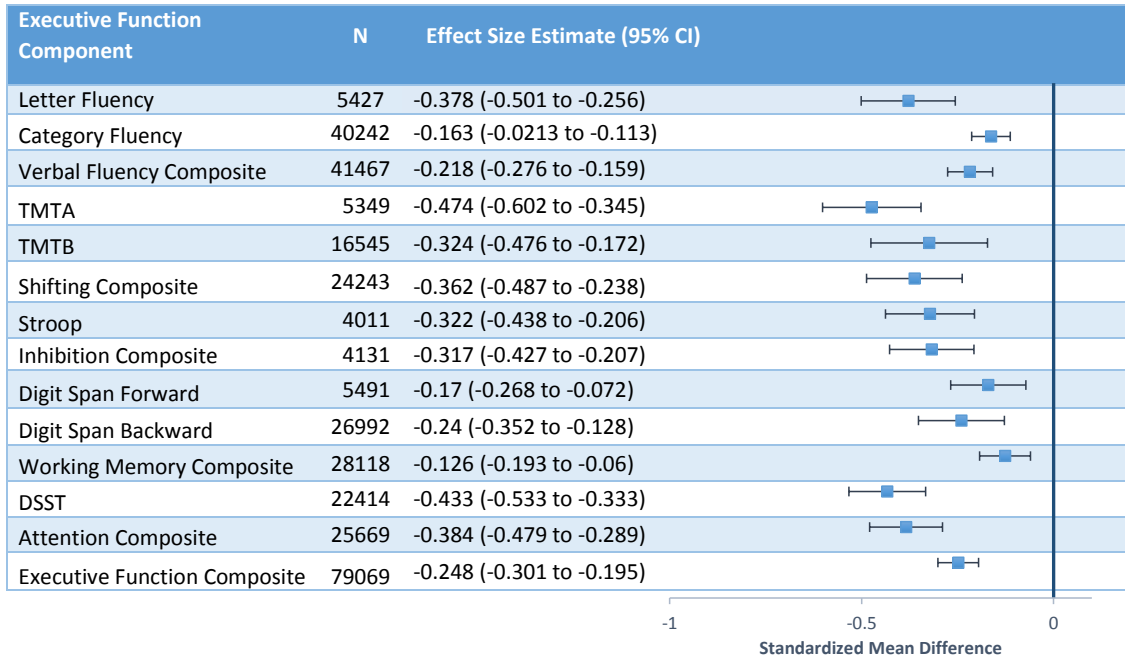 Executive Function Component N Effect Size Estimate (95% CI)
Letter Fluency 5427 -0.378 (-0.501 to -0.256)
Category Fluency 40242 -0.163 (-0.0213 to -0.113)
Verbal Fluency Composite 41467 -0.218 (-0.276 to -0.159)
TMTA 5349 -0.474 (-0.602 to -0.345)
TMTB 16545 -0.324 (-0.476 to -0.172)
Shifting Composite 24243 -0.362 (-0.487 to -0.238)
Stroop 4011 -0.322 (-0.438 to -0.206)
Inhibition Composite 4131 -0.317 (-0.427 to -0.207)
Digit Span Forward 5491 -0.17 (-0.268 to -0.072)
Digit Span Backward 26992 -0.24 (-0.352 to -0.128)
Working Memory Composite 28118 -0.126 (-0.193 to -0.06)
DSST 22414 -0.433 (-0.533 to -0.333)
Attention Composite 25669 -0.384 (-0.479 to -0.289)
Executive Function Composite 79069 -0.248 (-0.301 to -0.195)
-1 -0.5 0
Standardized Mean Difference